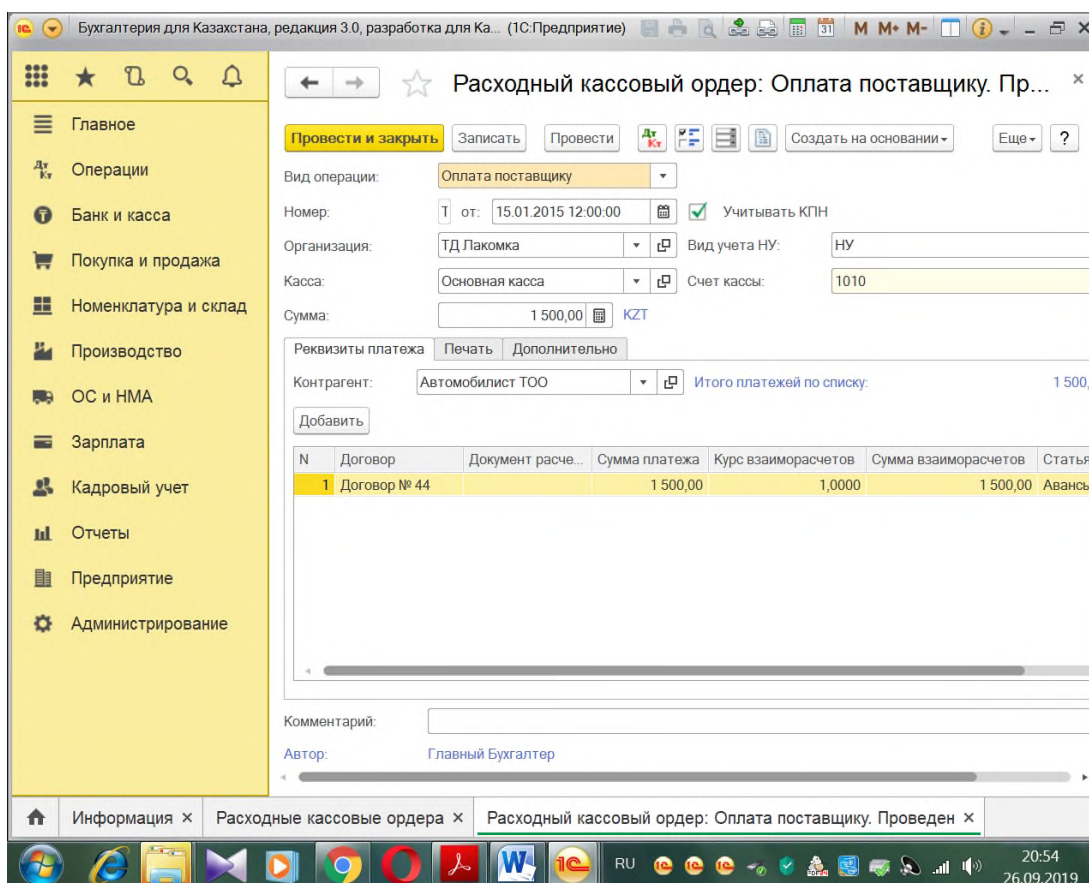 Бухгалтерия для Казахстана, редакция 3.0, разработка для Ка... (1С:Предприятие) 31 M M+ M-
Расходный кассовый ордер: Оплата поставщику. Пр... ×
Главное
Операции
Банк и касса
Покупка и продажа
Номенклатура и склад
Производство
ОС и НМА
Зарплата
Кадровый учет
Отчеты
Предприятие
Администрирование
Провести и закрыть Записать Провести Дт Кт Создать на основании Еще ?
Вид операции: Оплата поставщику
Номер: Т от: 15.01.2015 12:00:00 Учитывать КПН
Организация: ТД Лакомка Вид учета НУ: НУ
Касса: Основная касса Счет кассы: 1010
Сумма: 1 500,00 KZT
Реквизиты платежа Печать Дополнительно
Контрагент: Автомобилист ТОО Итого платежей по списку: 1 500,
Добавить
N Договор Документ расче... Сумма платежа Курс взаиморасчетов Сумма взаиморасчетов Статья
1 Договор № 44 1 500,00 1,0000 1 500,00 Авансы
Комментарий:
Автор: Главный Бухгалтер
Информация × Расходные кассовые ордера × Расходный кассовый ордер: Оплата поставщику. Проведен ×
RU 20:54
26.09.2019